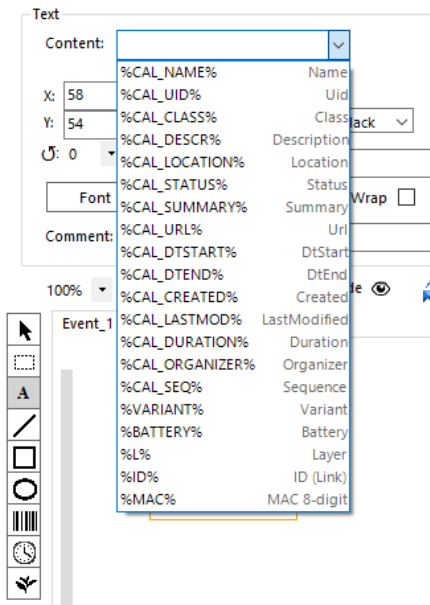 Text
Content:
%CAL_NAME% Name
%CAL_UID% Uid
%CAL_CLASS% Class
%CAL_DESCR% Description
%CAL_LOCATION% Location
%CAL_STATUS% Status
%CAL_SUMMARY% Summary
%CAL_URL% Url
%CAL_DTSTART% DtStart
%CAL_DTEND% DtEnd
%CAL_CREATED% Created
%CAL_LASTMOD% LastModified
%CAL_DURATION% Duration
%CAL_ORGANIZER% Organizer
%CAL_SEQ% Sequence
%VARIANT% Variant
%BATTERY% Battery
%L% Layer
%ID% ID (Link)
%MAC% MAC 8-digit
X: 58
Y: 54 lack
0
Font Wrap
Comment:
100% de
Event_1
A